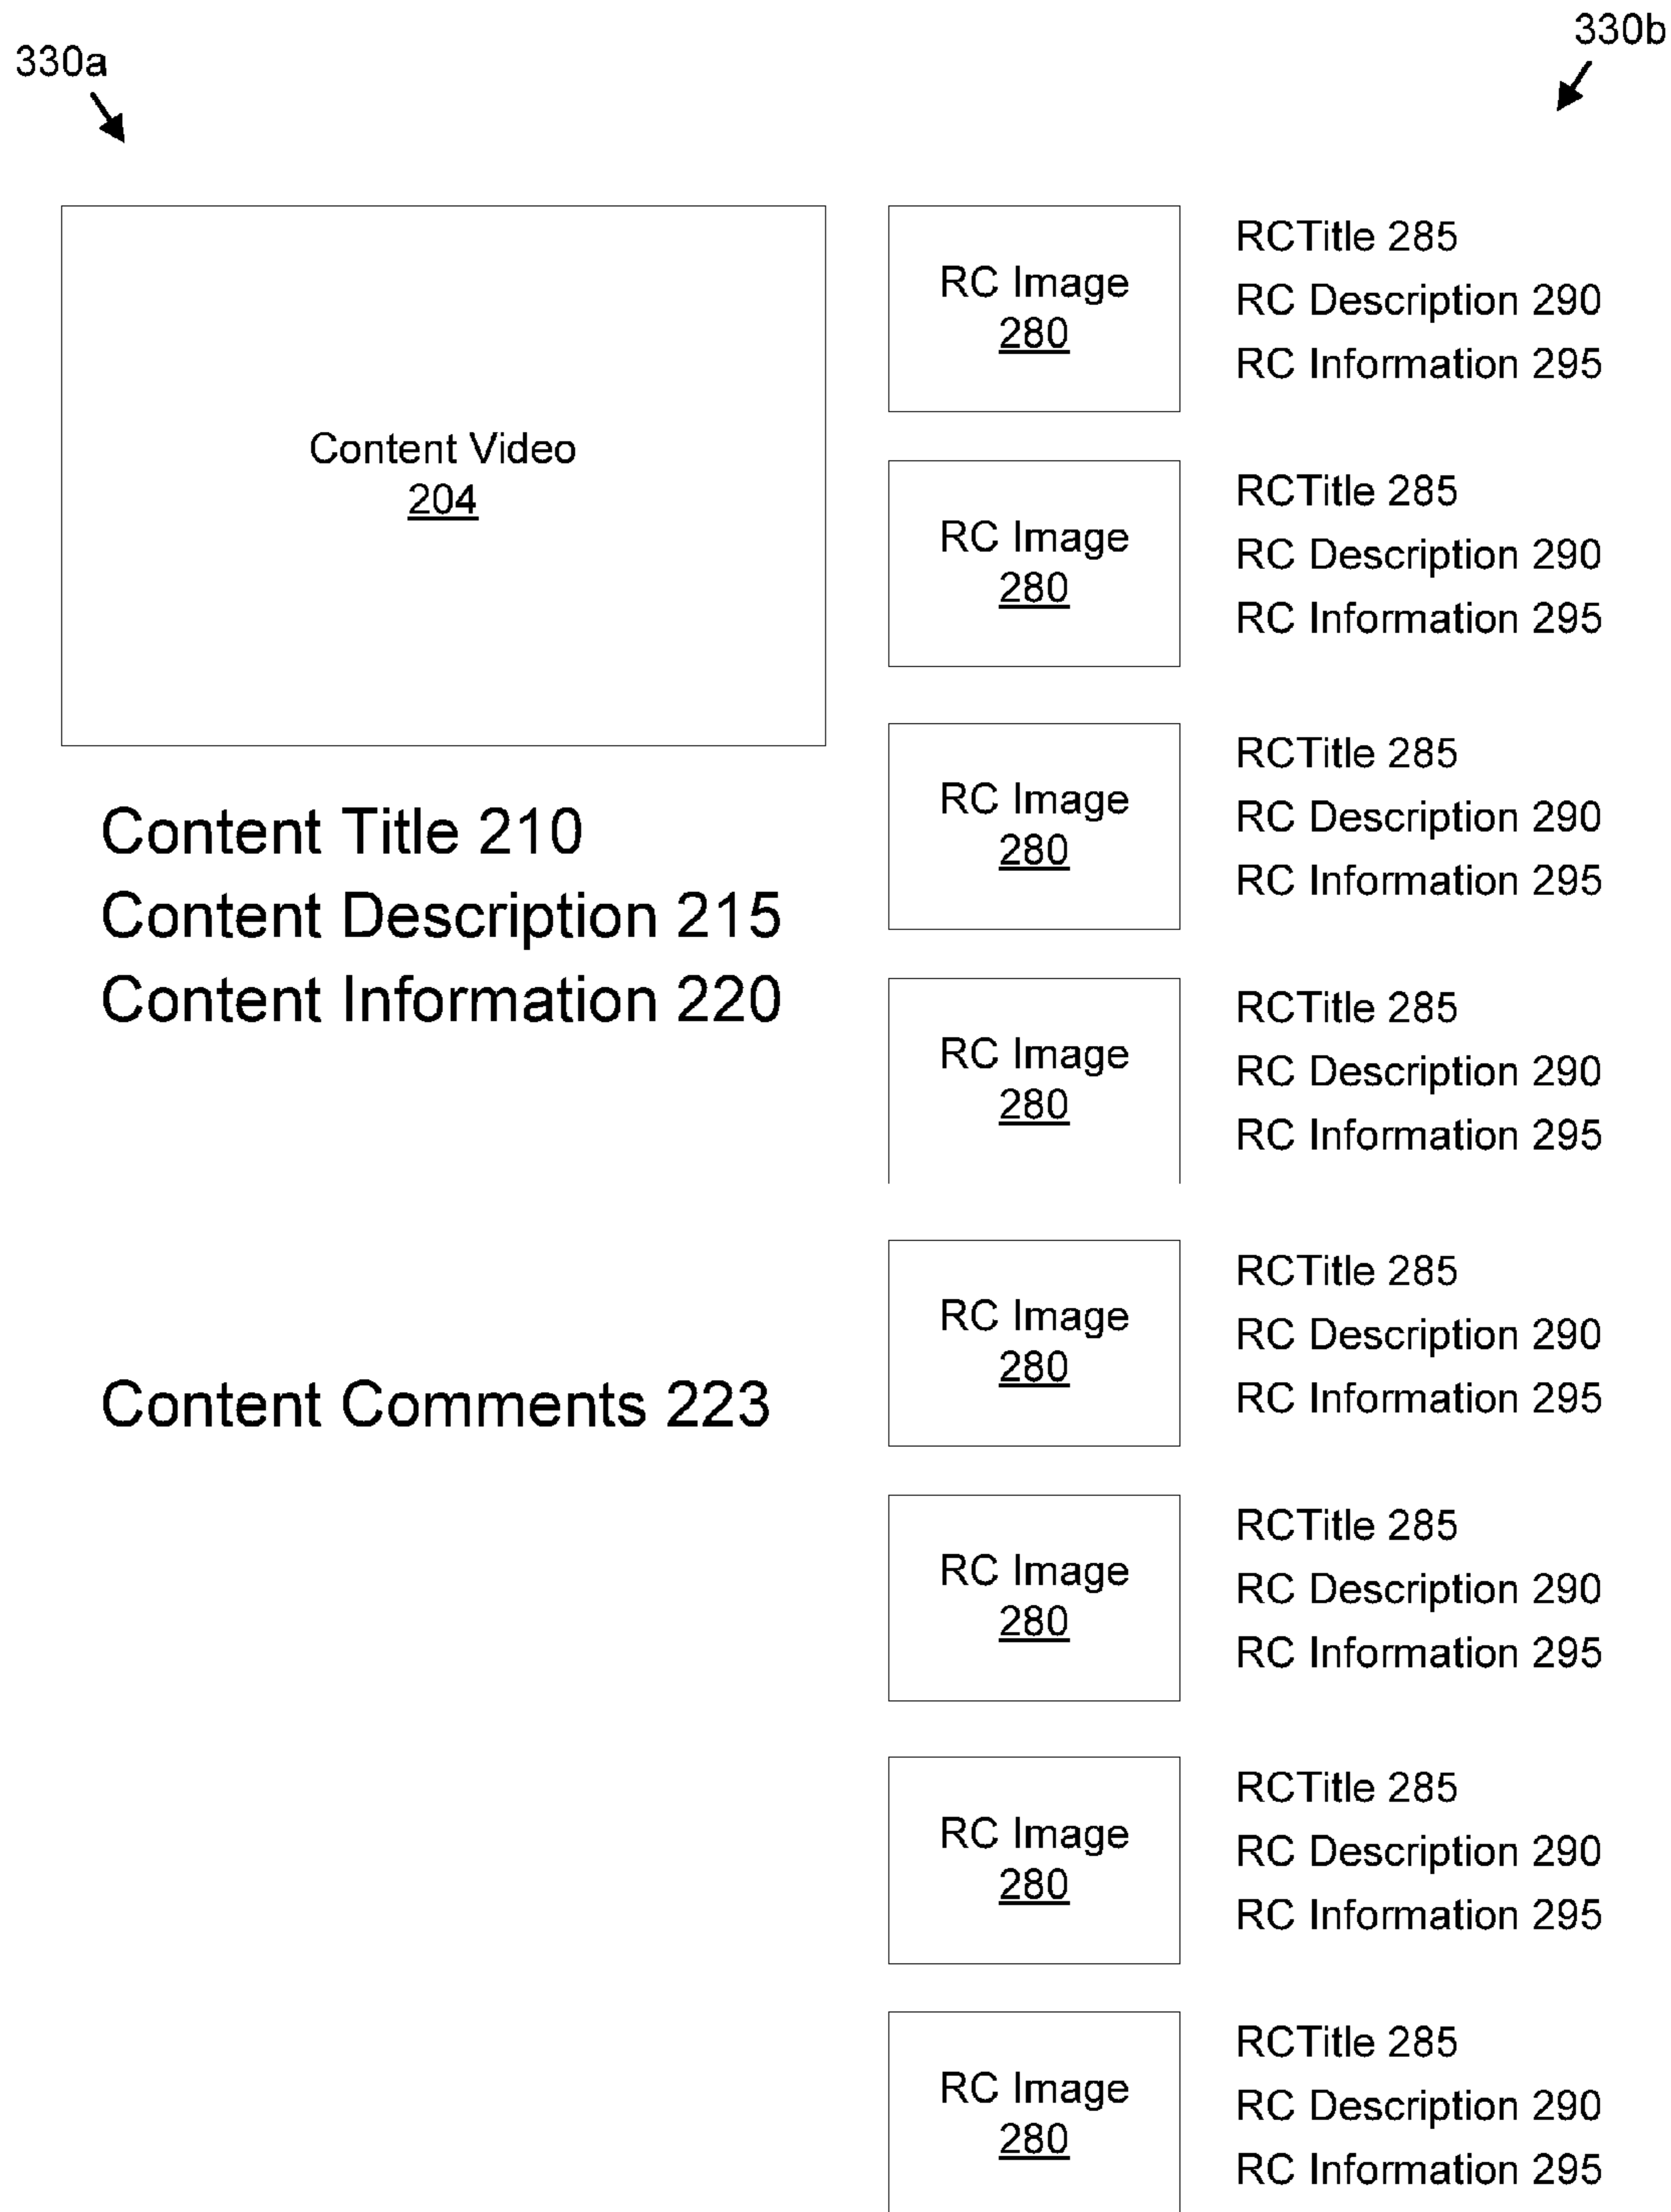 330a
330b
Content Video
204
Content Title 210
Content Description 215
Content Information 220
Content Comments 223
RC Image
280
RCTitle 285
RC Description 290
RC Information 295
RC Image
280
RCTitle 285
RC Description 290
RC Information 295
RC Image
280
RCTitle 285
RC Description 290
RC Information 295
RC Image
280
RCTitle 285
RC Description 290
RC Information 295
RC Image
280
RCTitle 285
RC Description 290
RC Information 295
RC Image
280
RCTitle 285
RC Description 290
RC Information 295
RC Image
280
RCTitle 285
RC Description 290
RC Information 295
RC Image
280
RCTitle 285
RC Description 290
RC Information 295